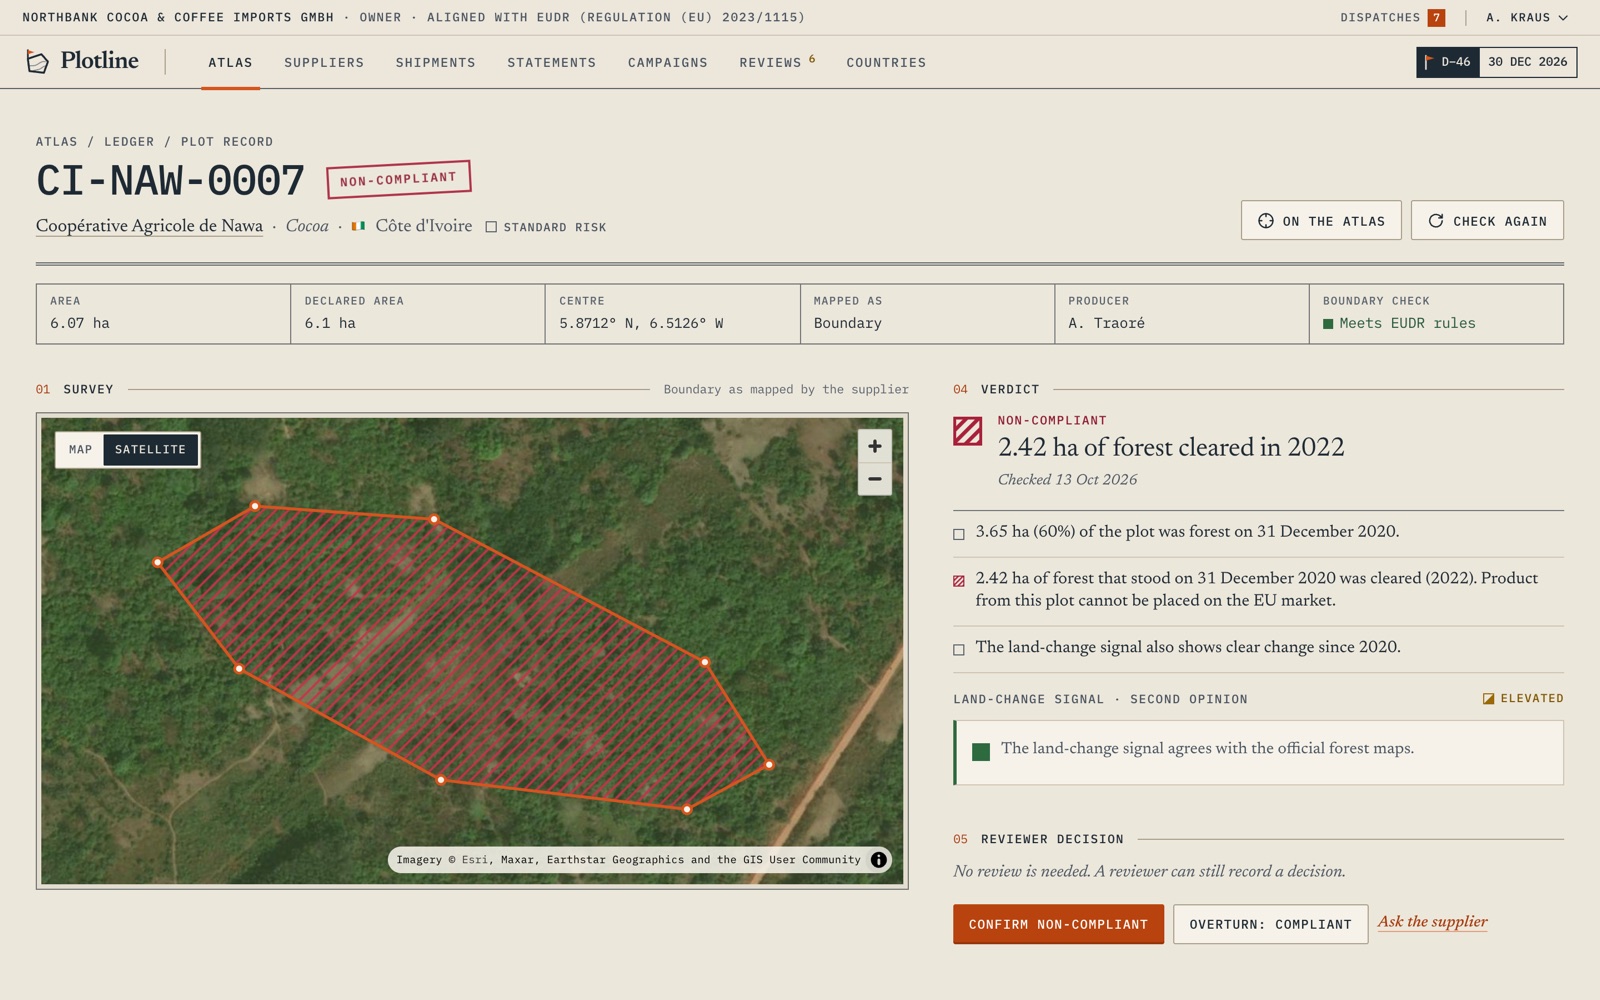 NORTHBANK COCOA & COFFEE IMPORTS GMBH · OWNER · ALIGNED WITH EUDR (REGULATION (EU) 2023/1115)
DISPATCHES 7
A. KRAUS
Plotline
ATLAS
SUPPLIERS
SHIPMENTS
STATEMENTS
CAMPAIGNS
REVIEWS 6
COUNTRIES
D−46
30 DEC 2026
ATLAS / LEDGER / PLOT RECORD
CI-NAW-0007
NON-COMPLIANT
Coopérative Agricole de Nawa · Cocoa · Côte d'Ivoire
STANDARD RISK
ON THE ATLAS
CHECK AGAIN
AREA
6.07 ha
DECLARED AREA
6.1 ha
CENTRE
5.8712° N, 6.5126° W
MAPPED AS
Boundary
PRODUCER
A. Traoré
BOUNDARY CHECK
Meets EUDR rules
01 SURVEY
Boundary as mapped by the supplier
MAP
SATELLITE
+
−
Imagery © Esri, Maxar, Earthstar Geographics and the GIS User Community
04 VERDICT
NON-COMPLIANT
2.42 ha of forest cleared in 2022
Checked 13 Oct 2026
3.65 ha (60%) of the plot was forest on 31 December 2020.
2.42 ha of forest that stood on 31 December 2020 was cleared (2022). Product
from this plot cannot be placed on the EU market.
The land-change signal also shows clear change since 2020.
LAND-CHANGE SIGNAL · SECOND OPINION
ELEVATED
The land-change signal agrees with the official forest maps.
05 REVIEWER DECISION
No review is needed. A reviewer can still record a decision.
CONFIRM NON-COMPLIANT
OVERTURN: COMPLIANT
Ask the supplier